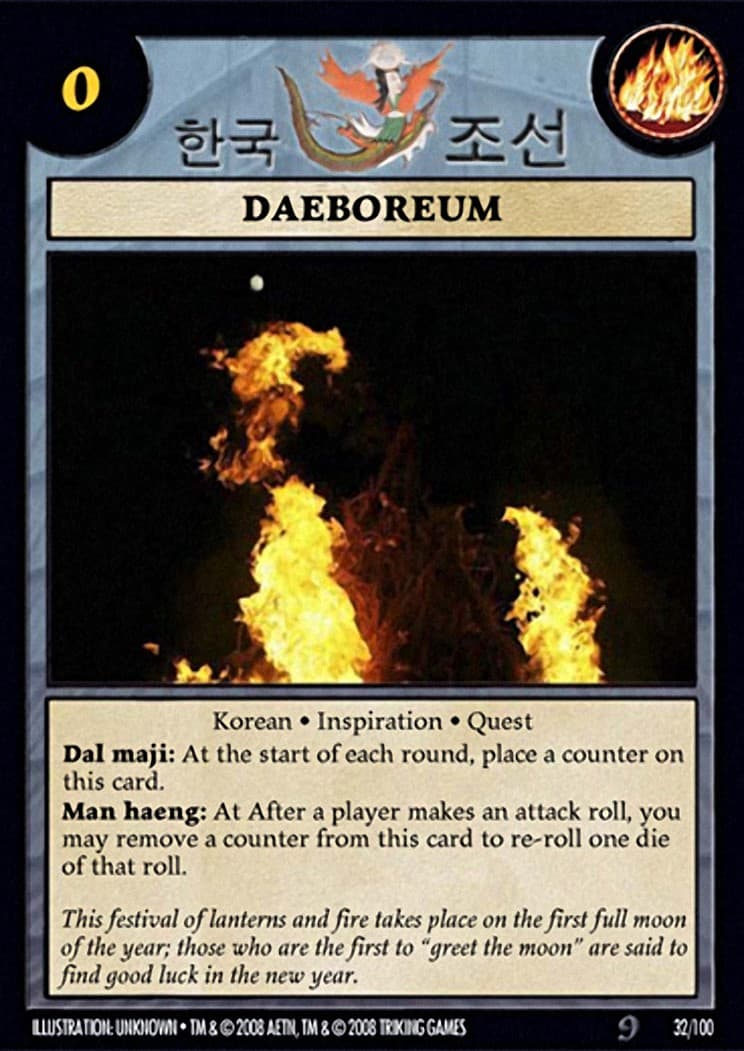 0
한국 조선
DAEBOREUM
Korean • Inspiration • Quest
Dal maji: At the start of each round, place a counter on
this card.
Man haeng: At After a player makes an attack roll, you
may remove a counter from this card to re-roll one die
of that roll.
This festival of lanterns and fire takes place on the first full moon
of the year; those who are the first to “greet the moon” are said to
find good luck in the new year.
ILLUSTRATION: UNKNOWN • TM & © 2008 AETN, TM & © 2008 TRIKING GAMES 9 32/100